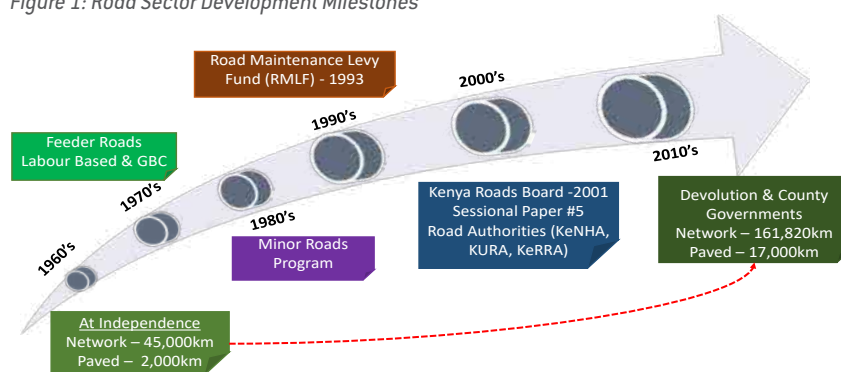 Figure 1: Road Sector Development Milestones
Road Maintenance Levy
Fund (RMLF) - 1993
2000's
1990's
Feeder Roads
Labour Based & GBC
1970's
2010's
1980's
Kenya Roads Board -2001
Sessional Paper #5
Road Authorities (KeNHA,
KURA, KeRRA)
Devolution & County
Governments
Network – 161,820km
Paved – 17,000km
Minor Roads
Program
1960's
At Independence
Network – 45,000km
Paved – 2,000km